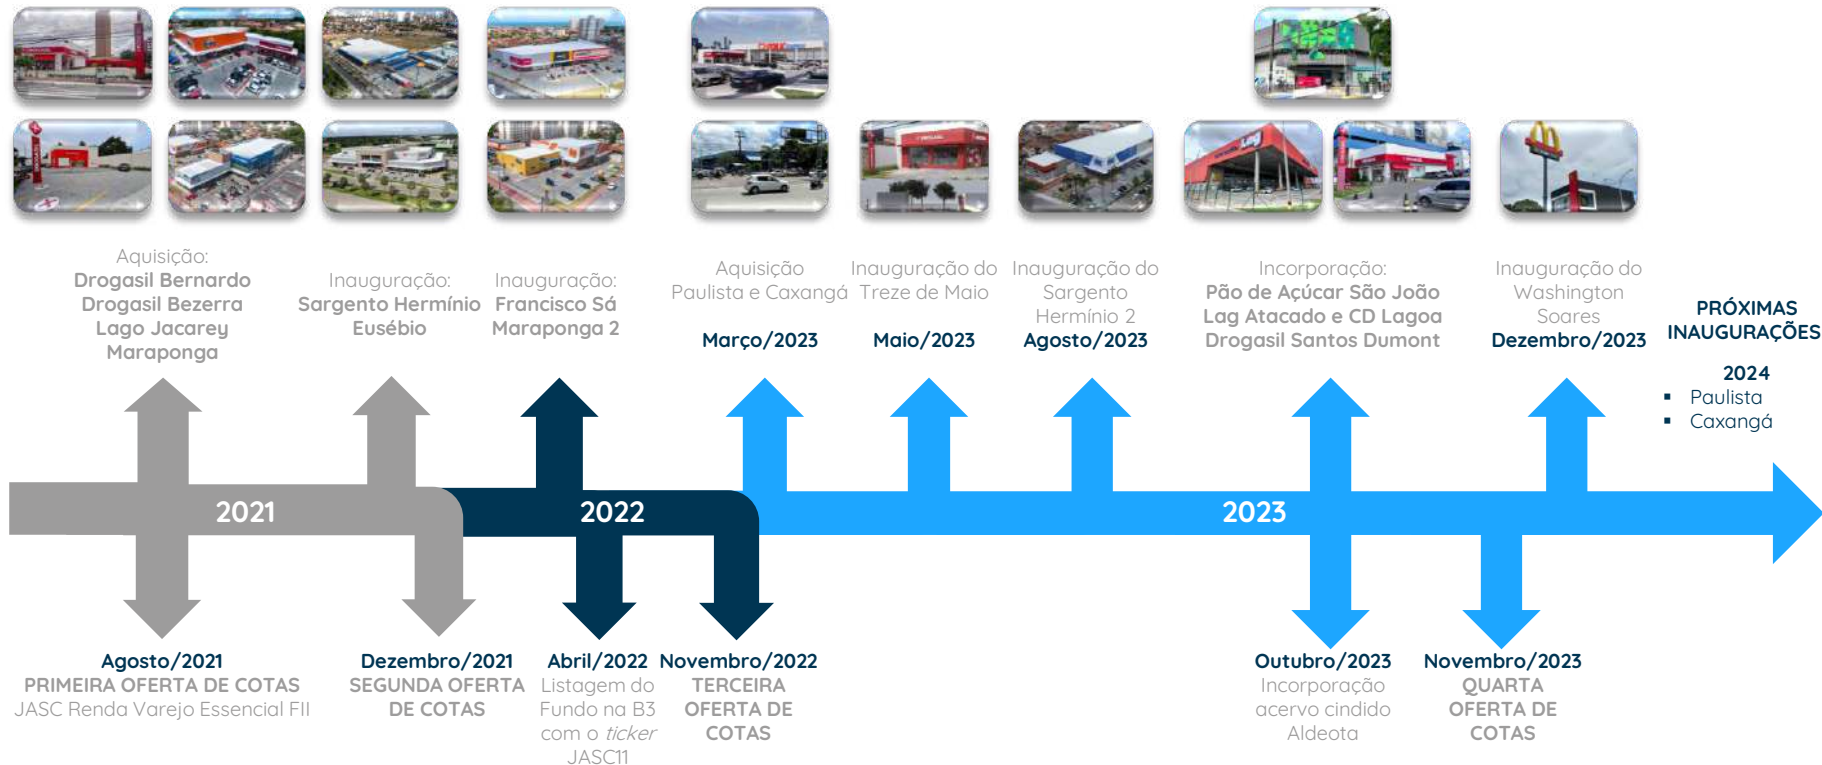 Aquisição:
Drogasil Bernardo
Drogasil Bezerra
Lago Jacarey
Maraponga
Inauguração:
Sargento Hermínio
Eusébio
Inauguração:
Francisco Sá
Maraponga 2
Aquisição
Paulista e Caxangá
Março/2023
Inauguração do
Treze de Maio
Maio/2023
Inauguração do
Sargento
Hermínio 2
Agosto/2023
Incorporação:
Pão de Açúcar São João
Lag Atacado e CD Lagoa
Drogasil Santos Dumont
Inauguração do
Washington
Soares
Dezembro/2023
PRÓXIMAS
INAUGURAÇÕES
2024
▪ Paulista
▪ Caxangá
2021
2022
2023
Agosto/2021
PRIMEIRA OFERTA DE COTAS
JASC Renda Varejo Essencial FII
Dezembro/2021
SEGUNDA OFERTA
DE COTAS
Abril/2022
Listagem do
Fundo na B3
com o ticker
JASC11
Novembro/2022
TERCEIRA
OFERTA DE
COTAS
Outubro/2023
Incorporação
acervo cindido
Aldeota
Novembro/2023
QUARTA
OFERTA DE
COTAS